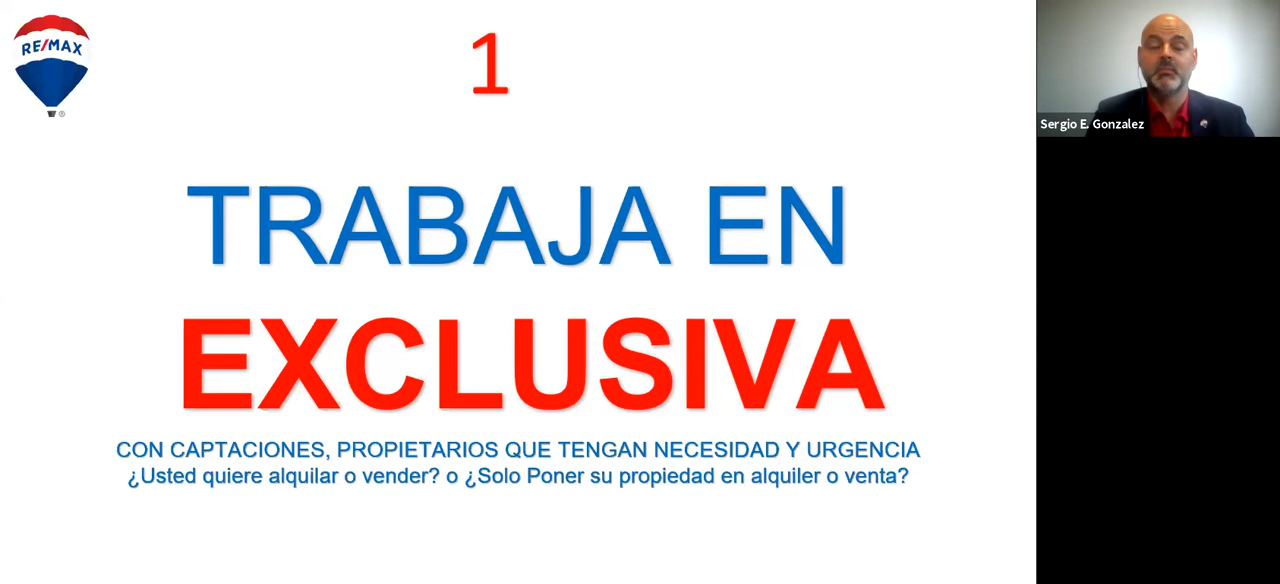 RE/MAX
®
1
TRABAJA EN
EXCLUSIVA
CON CAPTACIONES, PROPIETARIOS QUE TENGAN NECESIDAD Y URGENCIA
¿Usted quiere alquilar o vender? o ¿Solo Poner su propiedad en alquiler o venta?
Sergio E. Gonzalez